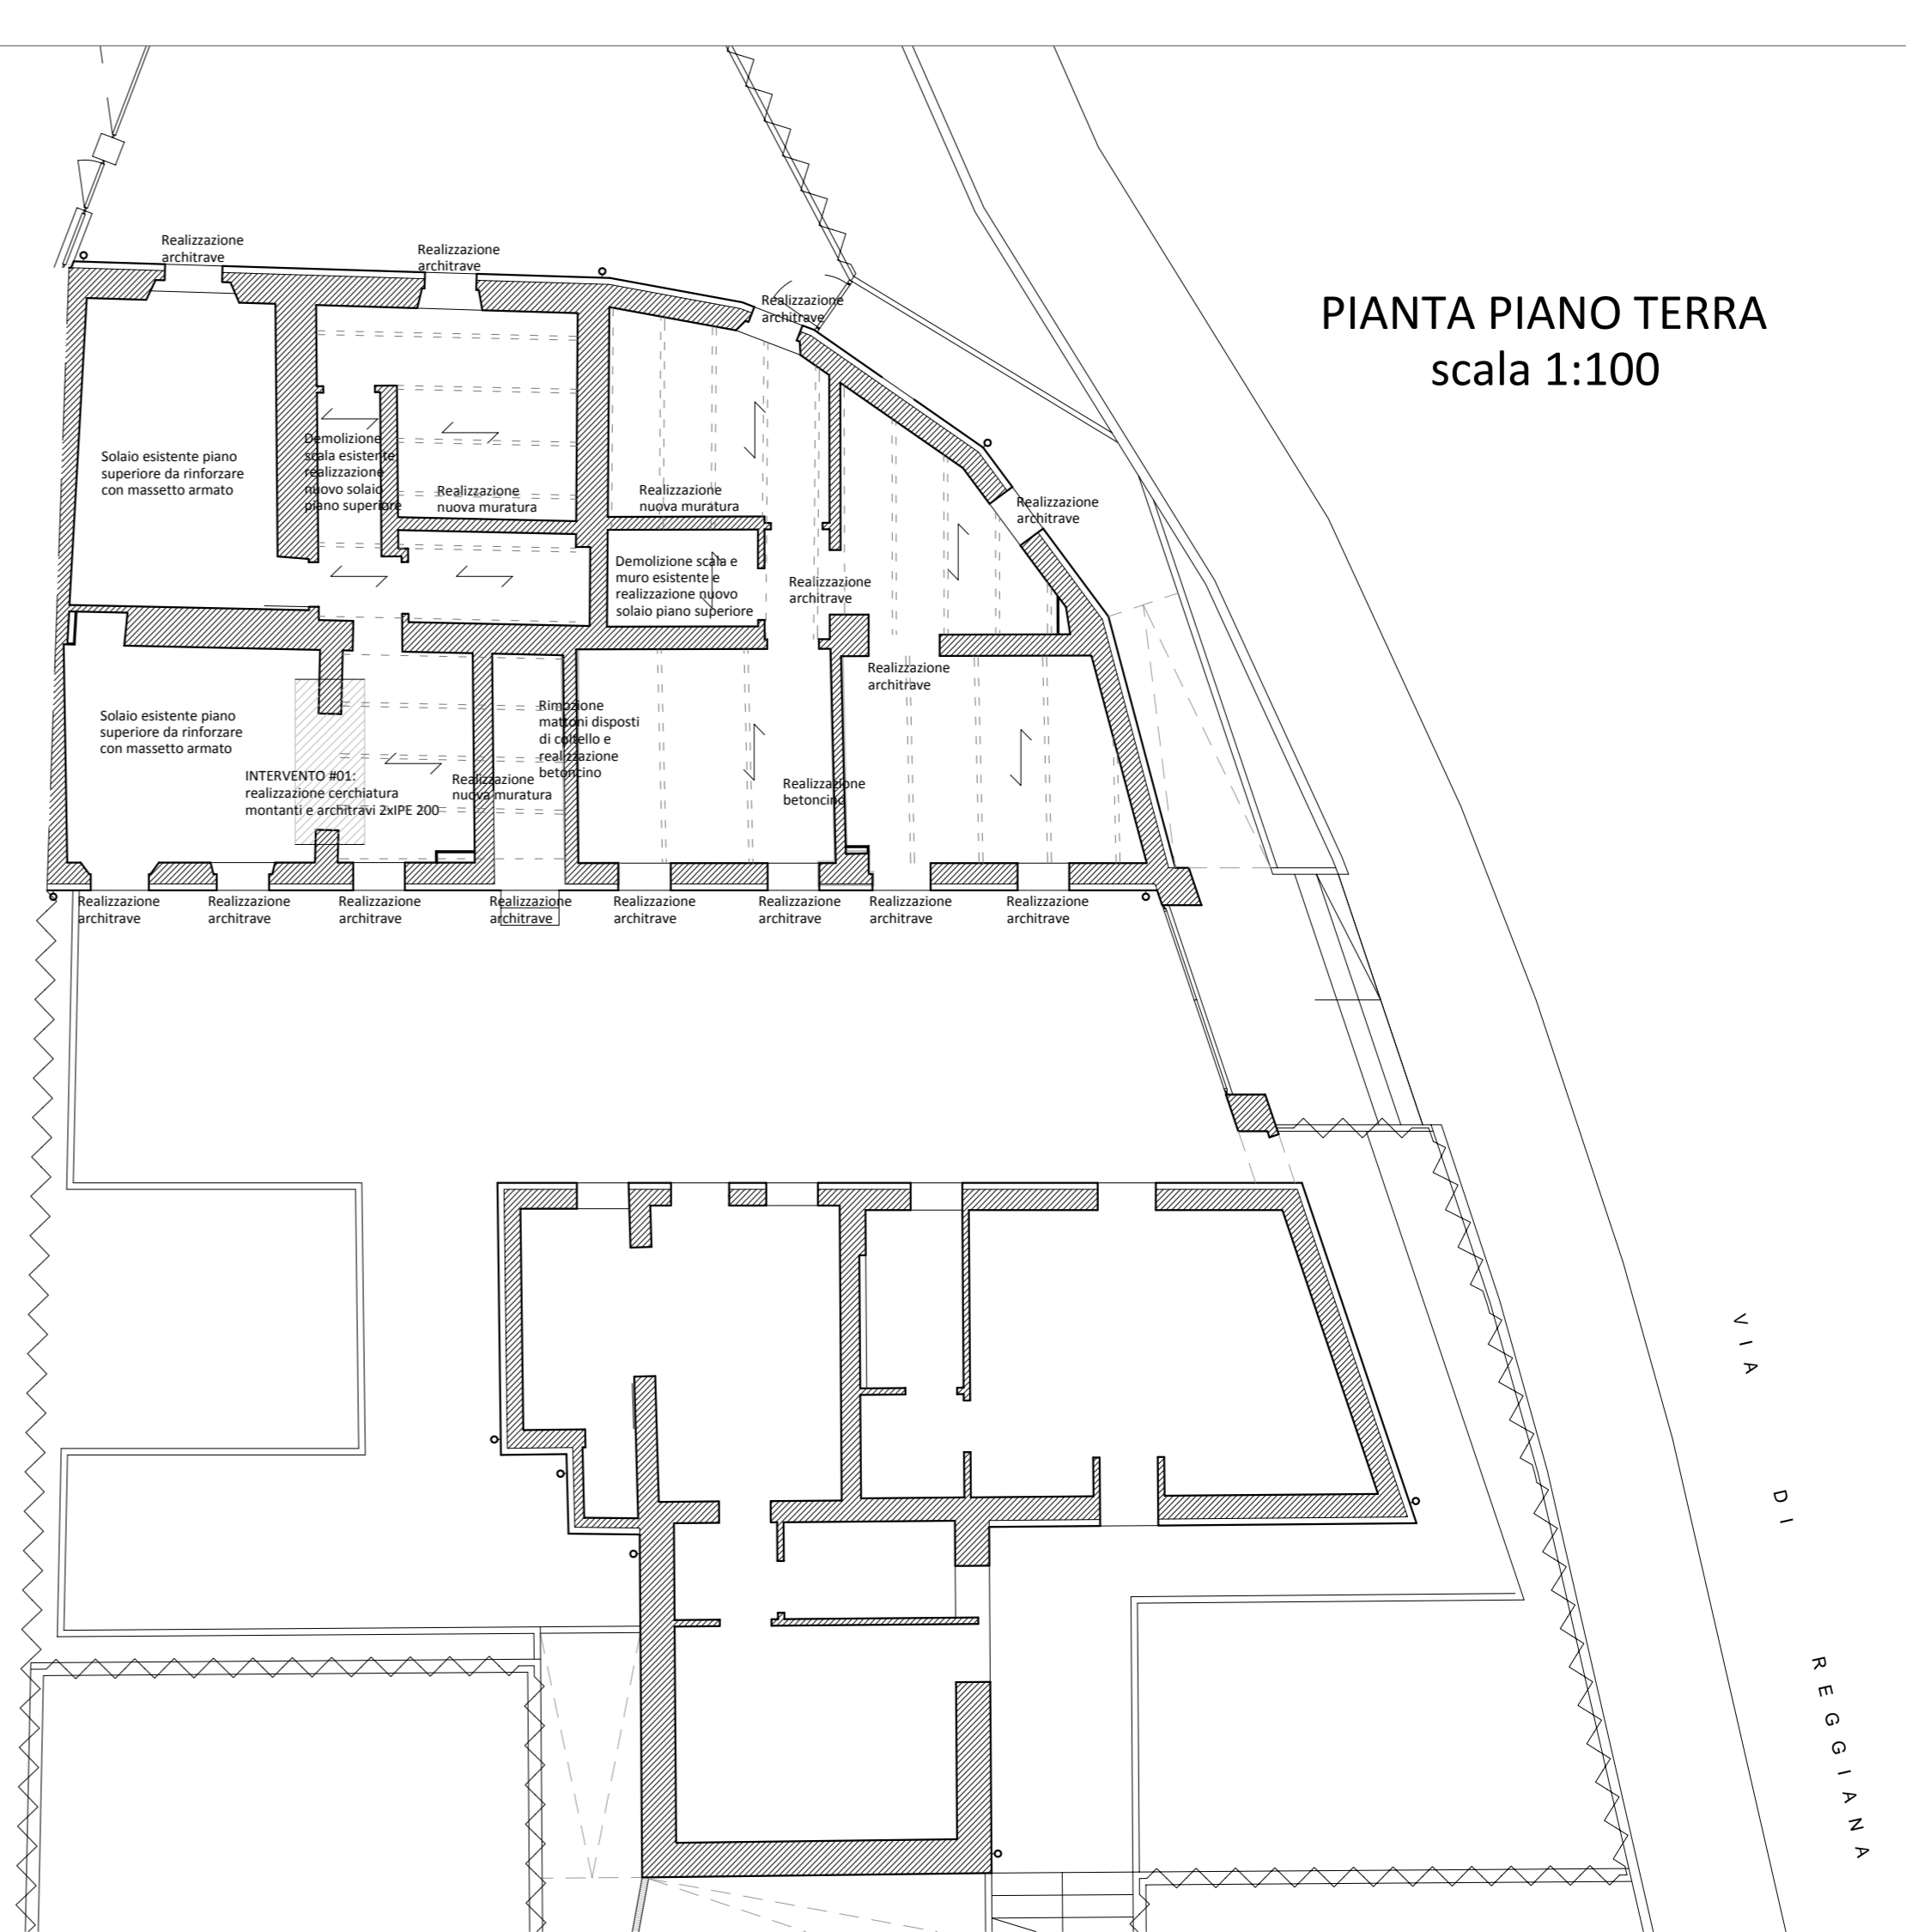 Realizzazione
architrave
Realizzazione
architrave
Realizzazione
architrave
PIANTA PIANO TERRA
scala 1:100
Solaio esistente piano
superiore da rinforzare
con massetto armato
Demolizione
scala esistente
realizzazione
nuovo solaio
piano superiore
Realizzazione
nuova muratura
Realizzazione
nuova muratura
Realizzazione
architrave
Demolizione scala e
muro esistente e
realizzazione nuovo
solaio piano superiore
Realizzazione
architrave
Realizzazione
architrave
Solaio esistente piano
superiore da rinforzare
con massetto armato
Rimozione
mattoni disposti
di coltello e
realizzazione
betoncino
INTERVENTO #01:
realizzazione cerchiatura
montanti e architravi 2xIPE 200
Realizzazione
nuova muratura
Realizzazione
betoncino
Realizzazione
architrave
Realizzazione
architrave
Realizzazione
architrave
Realizzazione
architrave
Realizzazione
architrave
Realizzazione
architrave
Realizzazione
architrave
Realizzazione
architrave
VIA DI REGGIANA